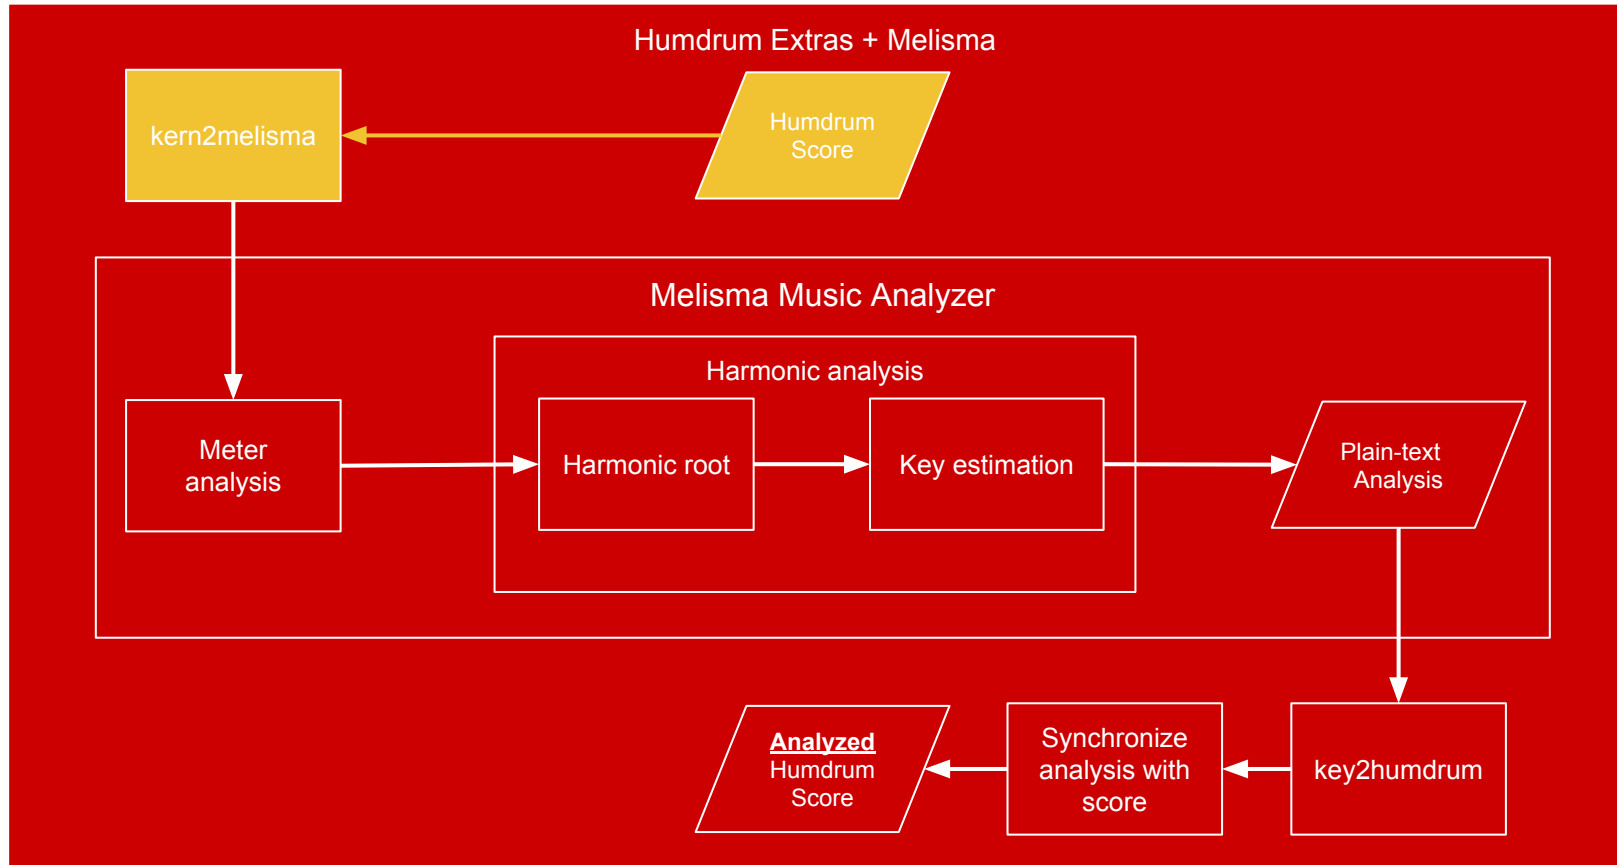 Humdrum Extras + Melisma
kern2melisma
Humdrum
Score
Melisma Music Analyzer
Harmonic analysis
Meter
analysis
Harmonic root
Key estimation
Plain-text
Analysis
Analyzed
Humdrum
Score
Synchronize
analysis with
score
key2humdrum